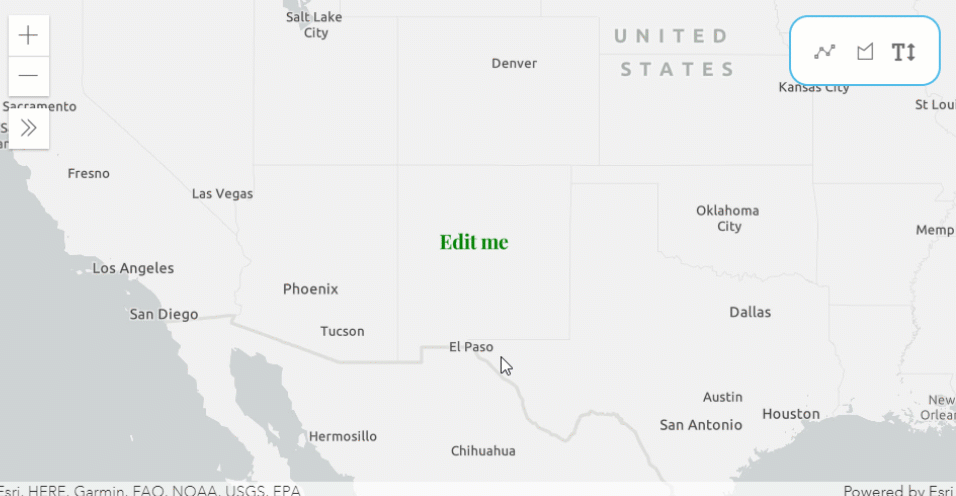 Salt Lake
City
UNITED
STATES
Denver
Kansas City
Sacramento
St Lou
Fresno
Las Vegas
Oklahoma
City
Memp
Edit me
Los Angeles
Phoenix
San Diego
Dallas
Tucson
El Paso
Austin
New
Orlean
Houston
San Antonio
Hermosillo
Chihuahua
Esri, HERE, Garmin, FAO, NOAA, USGS, EPA
Powered by Esri